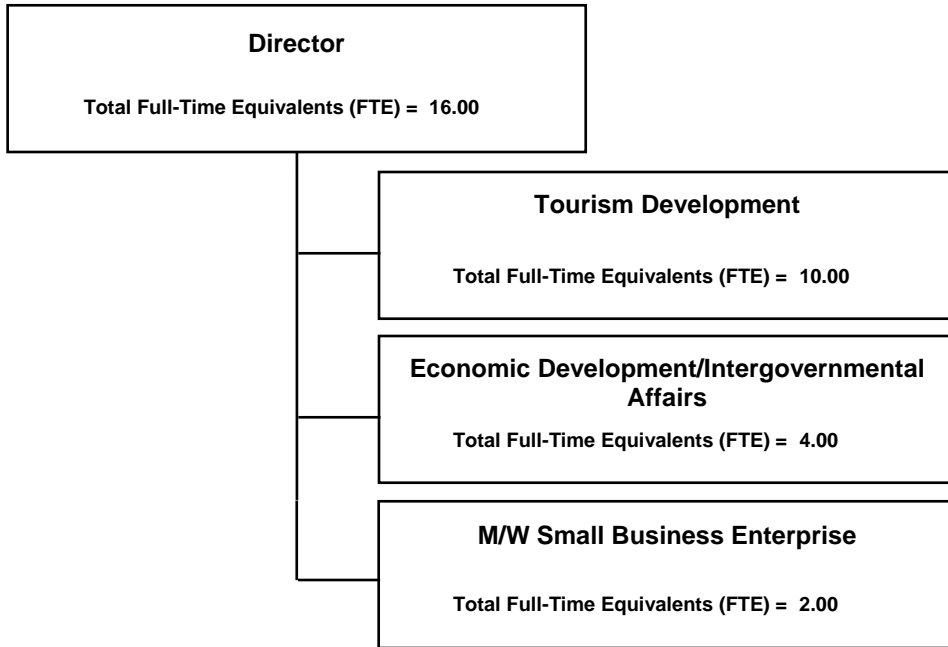 Director
Total Full-Time Equivalents (FTE) = 16.00
Tourism Development
Total Full-Time Equivalents (FTE) = 10.00
Economic Development/Intergovernmental
Affairs
Total Full-Time Equivalents (FTE) = 4.00
M/W Small Business Enterprise
Total Full-Time Equivalents (FTE) = 2.00